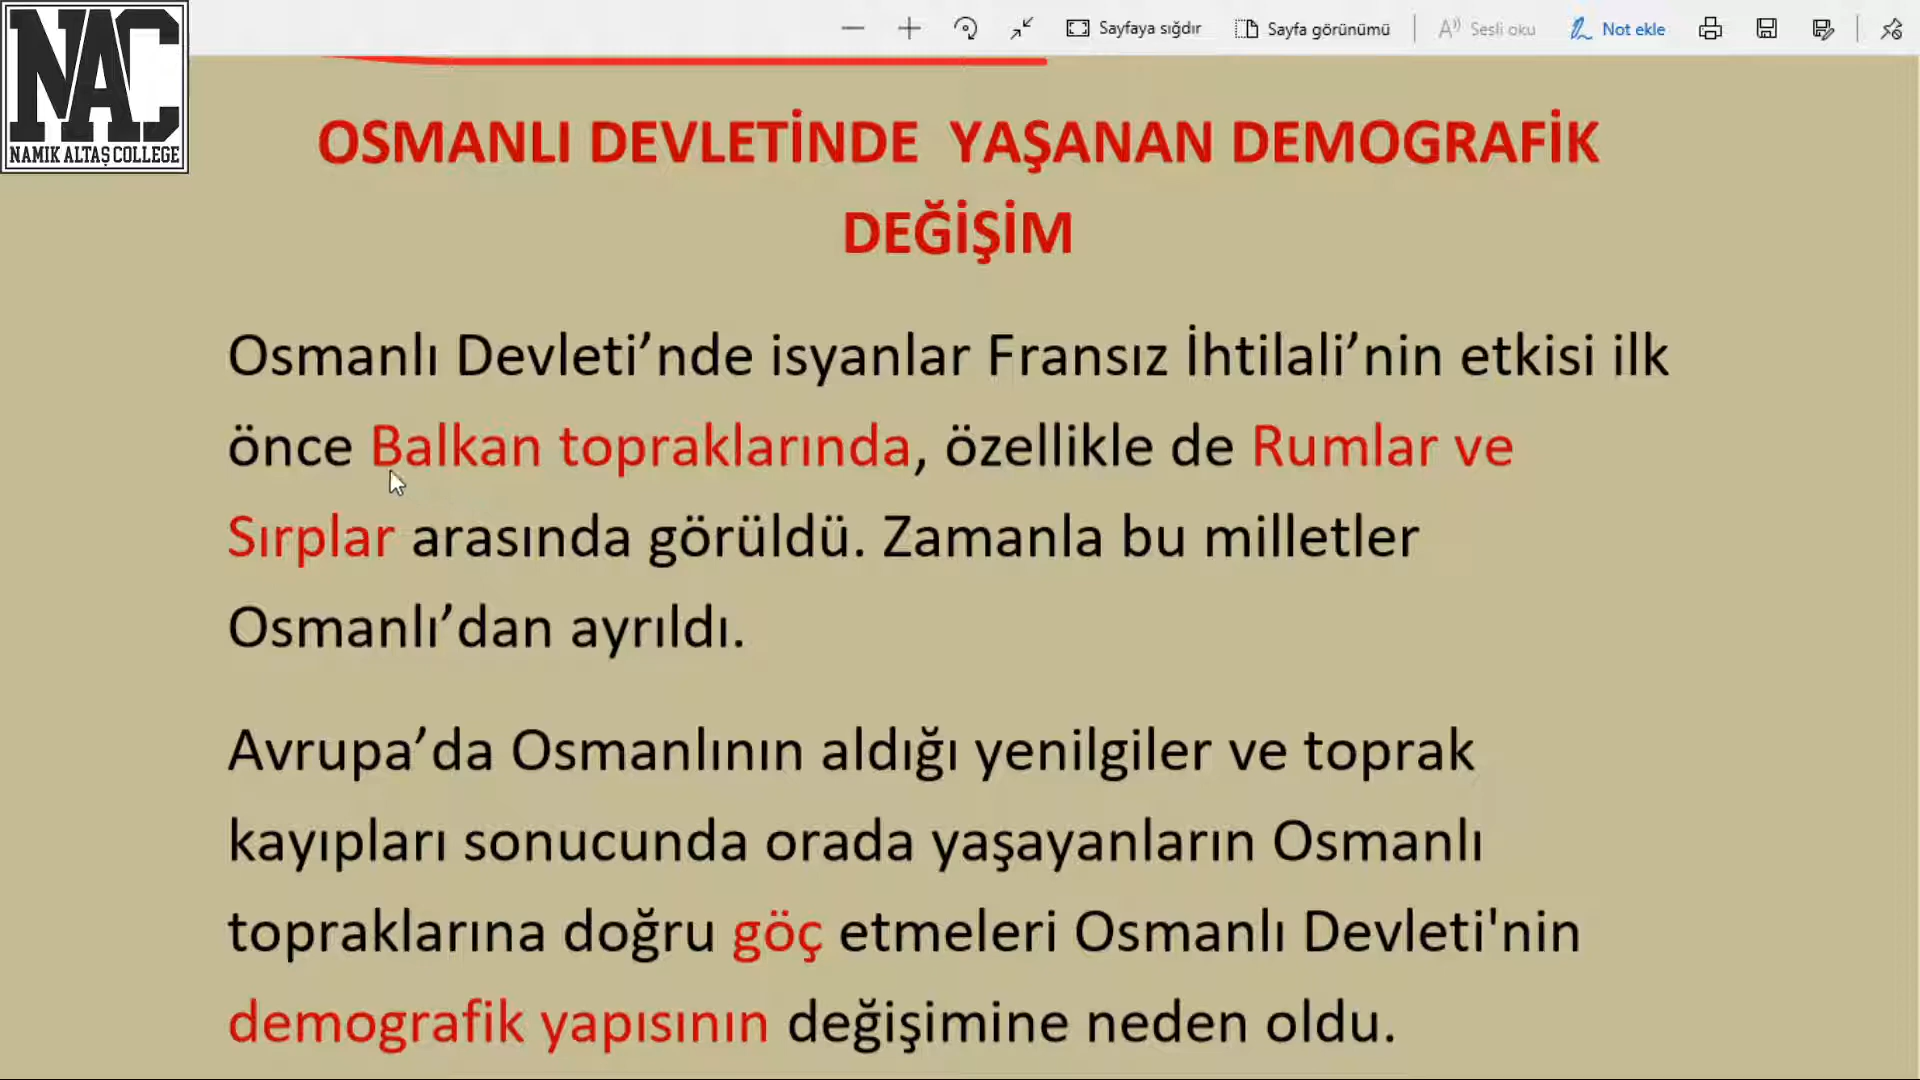 NAC
NAMIK ALTAŞ COLLEGE
Sayfaya sığdır
Sayfa görünümü
Sesli oku
Not ekle
OSMANLI DEVLETİNDE YAŞANAN DEMOGRAFİK
DEĞİŞİM
Osmanlı Devleti’nde isyanlar Fransız İhtilali’nin etkisi ilk
önce Balkan topraklarında, özellikle de Rumlar ve
Sırplar arasında görüldü. Zamanla bu milletler
Osmanlı’dan ayrıldı.
Avrupa’da Osmanlının aldığı yenilgiler ve toprak
kayıpları sonucunda orada yaşayanların Osmanlı
topraklarına doğru göç etmeleri Osmanlı Devleti'nin
demografik yapısının değişimine neden oldu.